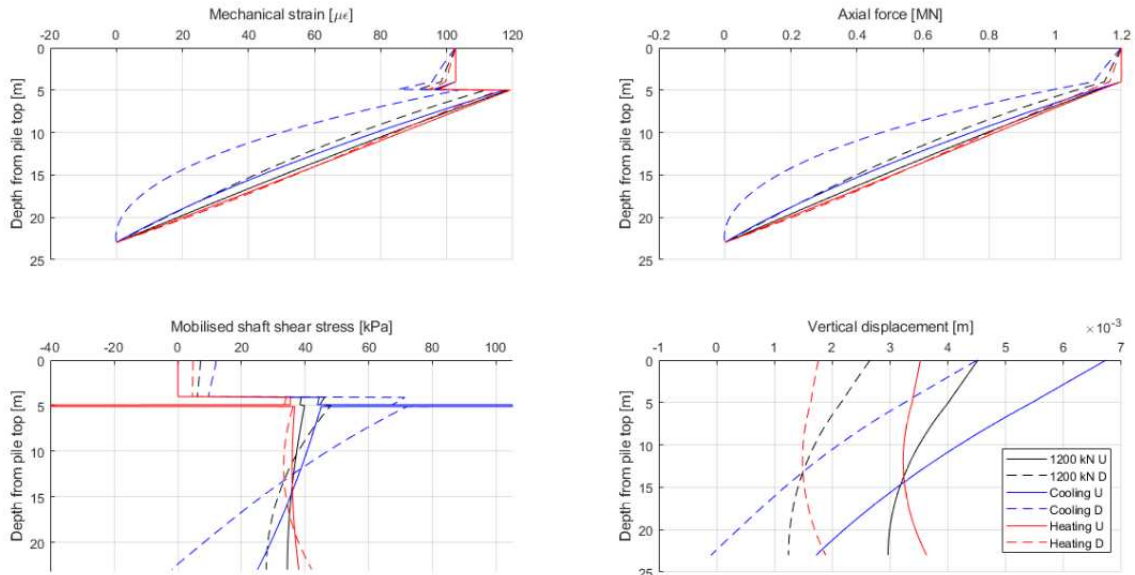 Mechanical strain [με]
-20 0 20 40 60 80 100 120
0
5
10
15
20
25
Depth from pile top [m]
Axial force [MN]
-0.2 0 0.2 0.4 0.6 0.8 1 1.2
0
5
10
15
20
25
Depth from pile top [m]
Mobilised shaft shear stress [kPa]
-40 -20 0 20 40 60 80 100
0
5
10
15
20
Depth from pile top [m]
Vertical displacement [m]
×10⁻³
-1 0 1 2 3 4 5 6 7
0
5
10
15
20
25
Depth from pile top [m]
1200 kN U
1200 kN D
Cooling U
Cooling D
Heating U
Heating D